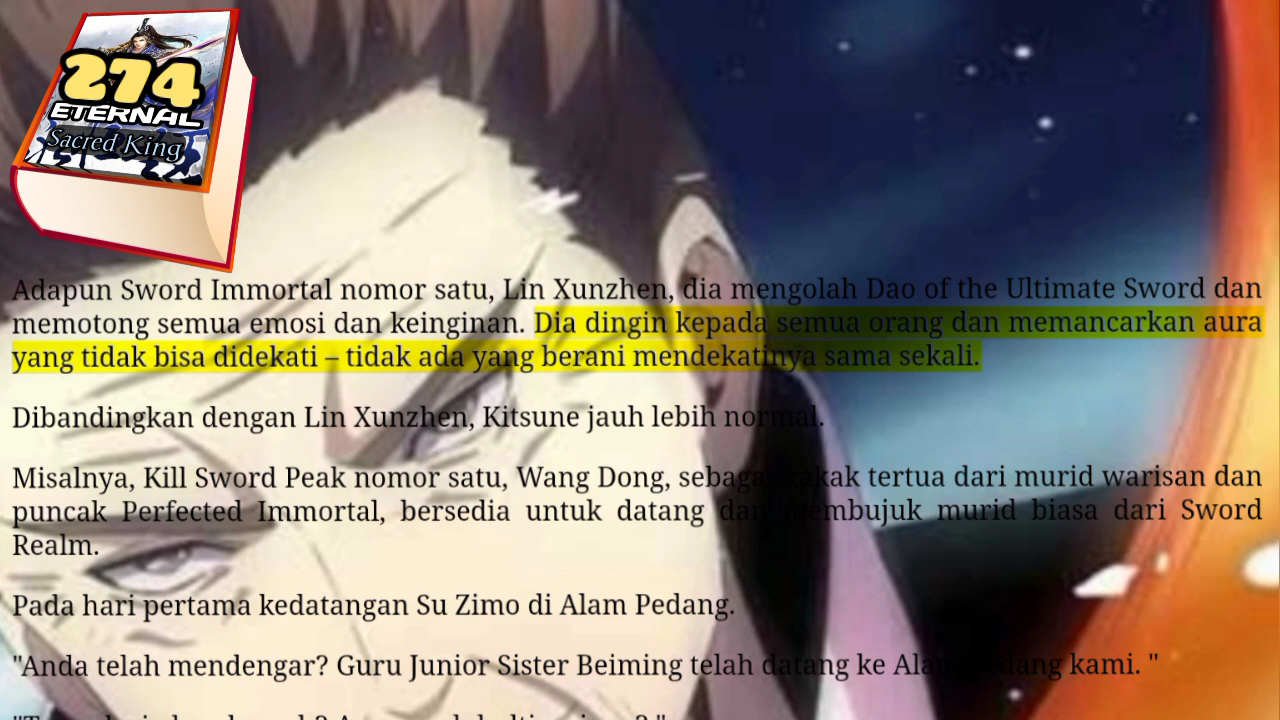 274
ETERNAL
Sacred King
Adapun Sword Immortal nomor satu, Lin Xunzhen, dia mengolah Dao of the Ultimate Sword dan
memotong semua emosi dan keinginan. Dia dingin kepada semua orang dan memancarkan aura
yang tidak bisa didekati – tidak ada yang berani mendekatinya sama sekali.
Dibandingkan dengan Lin Xunzhen, Kitsune jauh lebih normal.
Misalnya, Kill Sword Peak nomor satu, Wang Dong, sebagai kakak tertua dari murid warisan dan
puncak Perfected Immortal, bersedia untuk datang dan membujuk murid biasa dari Sword
Realm.
Pada hari pertama kedatangan Su Zimo di Alam Pedang.
"Anda telah mendengar? Guru Junior Sister Beiming telah datang ke Alam Pedang kami. "